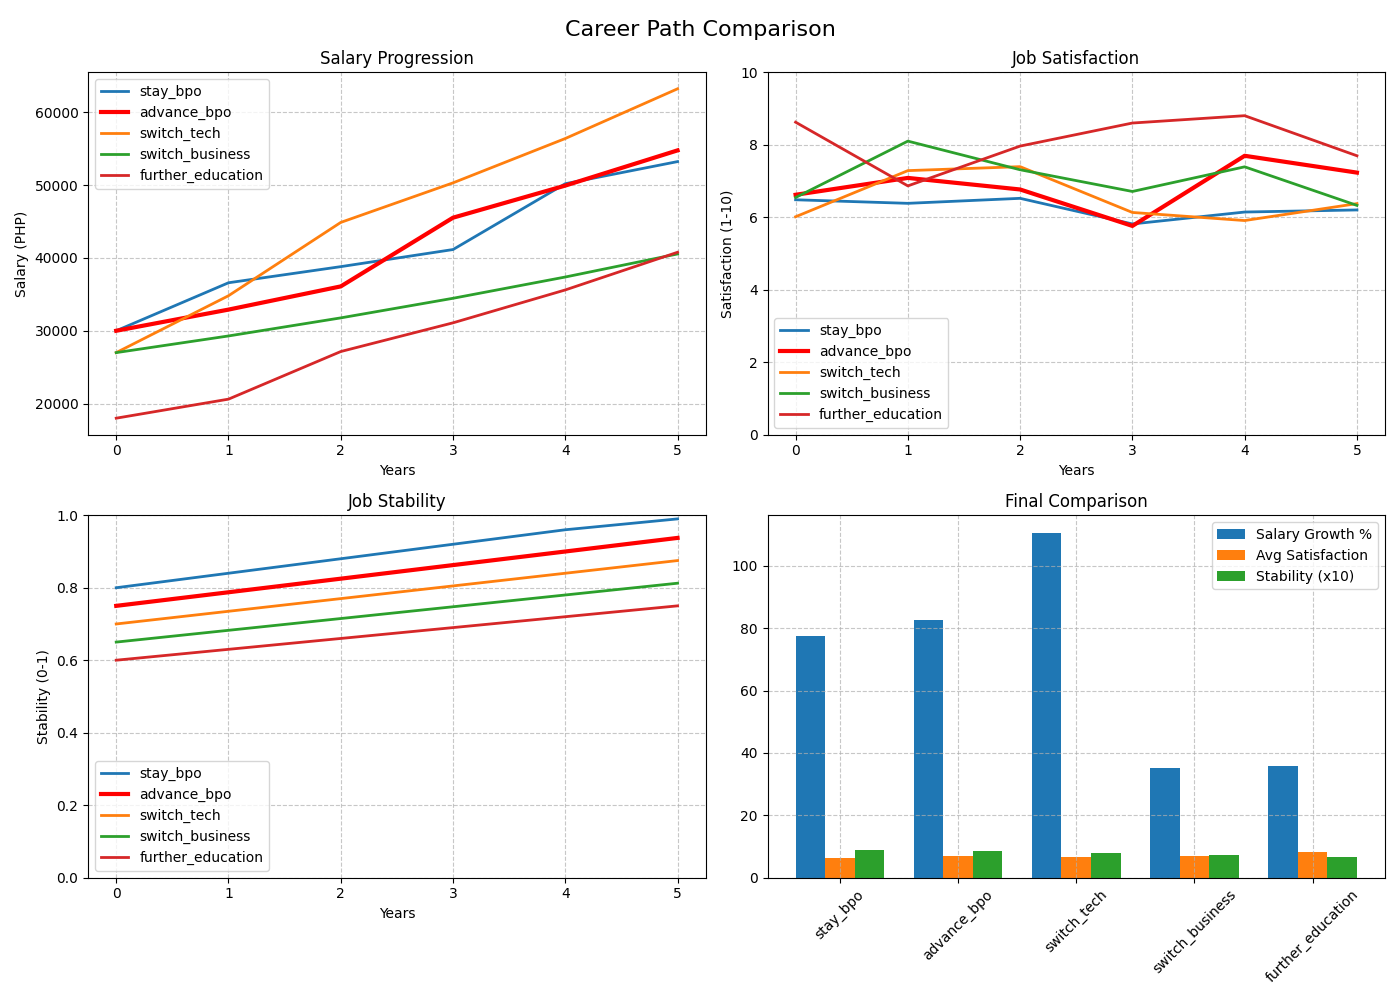 Career Path Comparison
Salary Progression
Salary (PHP)
60000
50000
40000
30000
20000
stay_bpo
advance_bpo
switch_tech
switch_business
further_education
0 1 2 3 4 5
Years
Job Satisfaction
Satisfaction (1-10)
10
8
6
4
2
0
stay_bpo
advance_bpo
switch_tech
switch_business
further_education
0 1 2 3 4 5
Years
Job Stability
Stability (0-1)
1.0
0.8
0.6
0.4
0.2
0.0
stay_bpo
advance_bpo
switch_tech
switch_business
further_education
0 1 2 3 4 5
Years
Final Comparison
100
80
60
40
20
0
Salary Growth %
Avg Satisfaction
Stability (x10)
stay_bpo
advance_bpo
switch_tech
switch_business
further_education